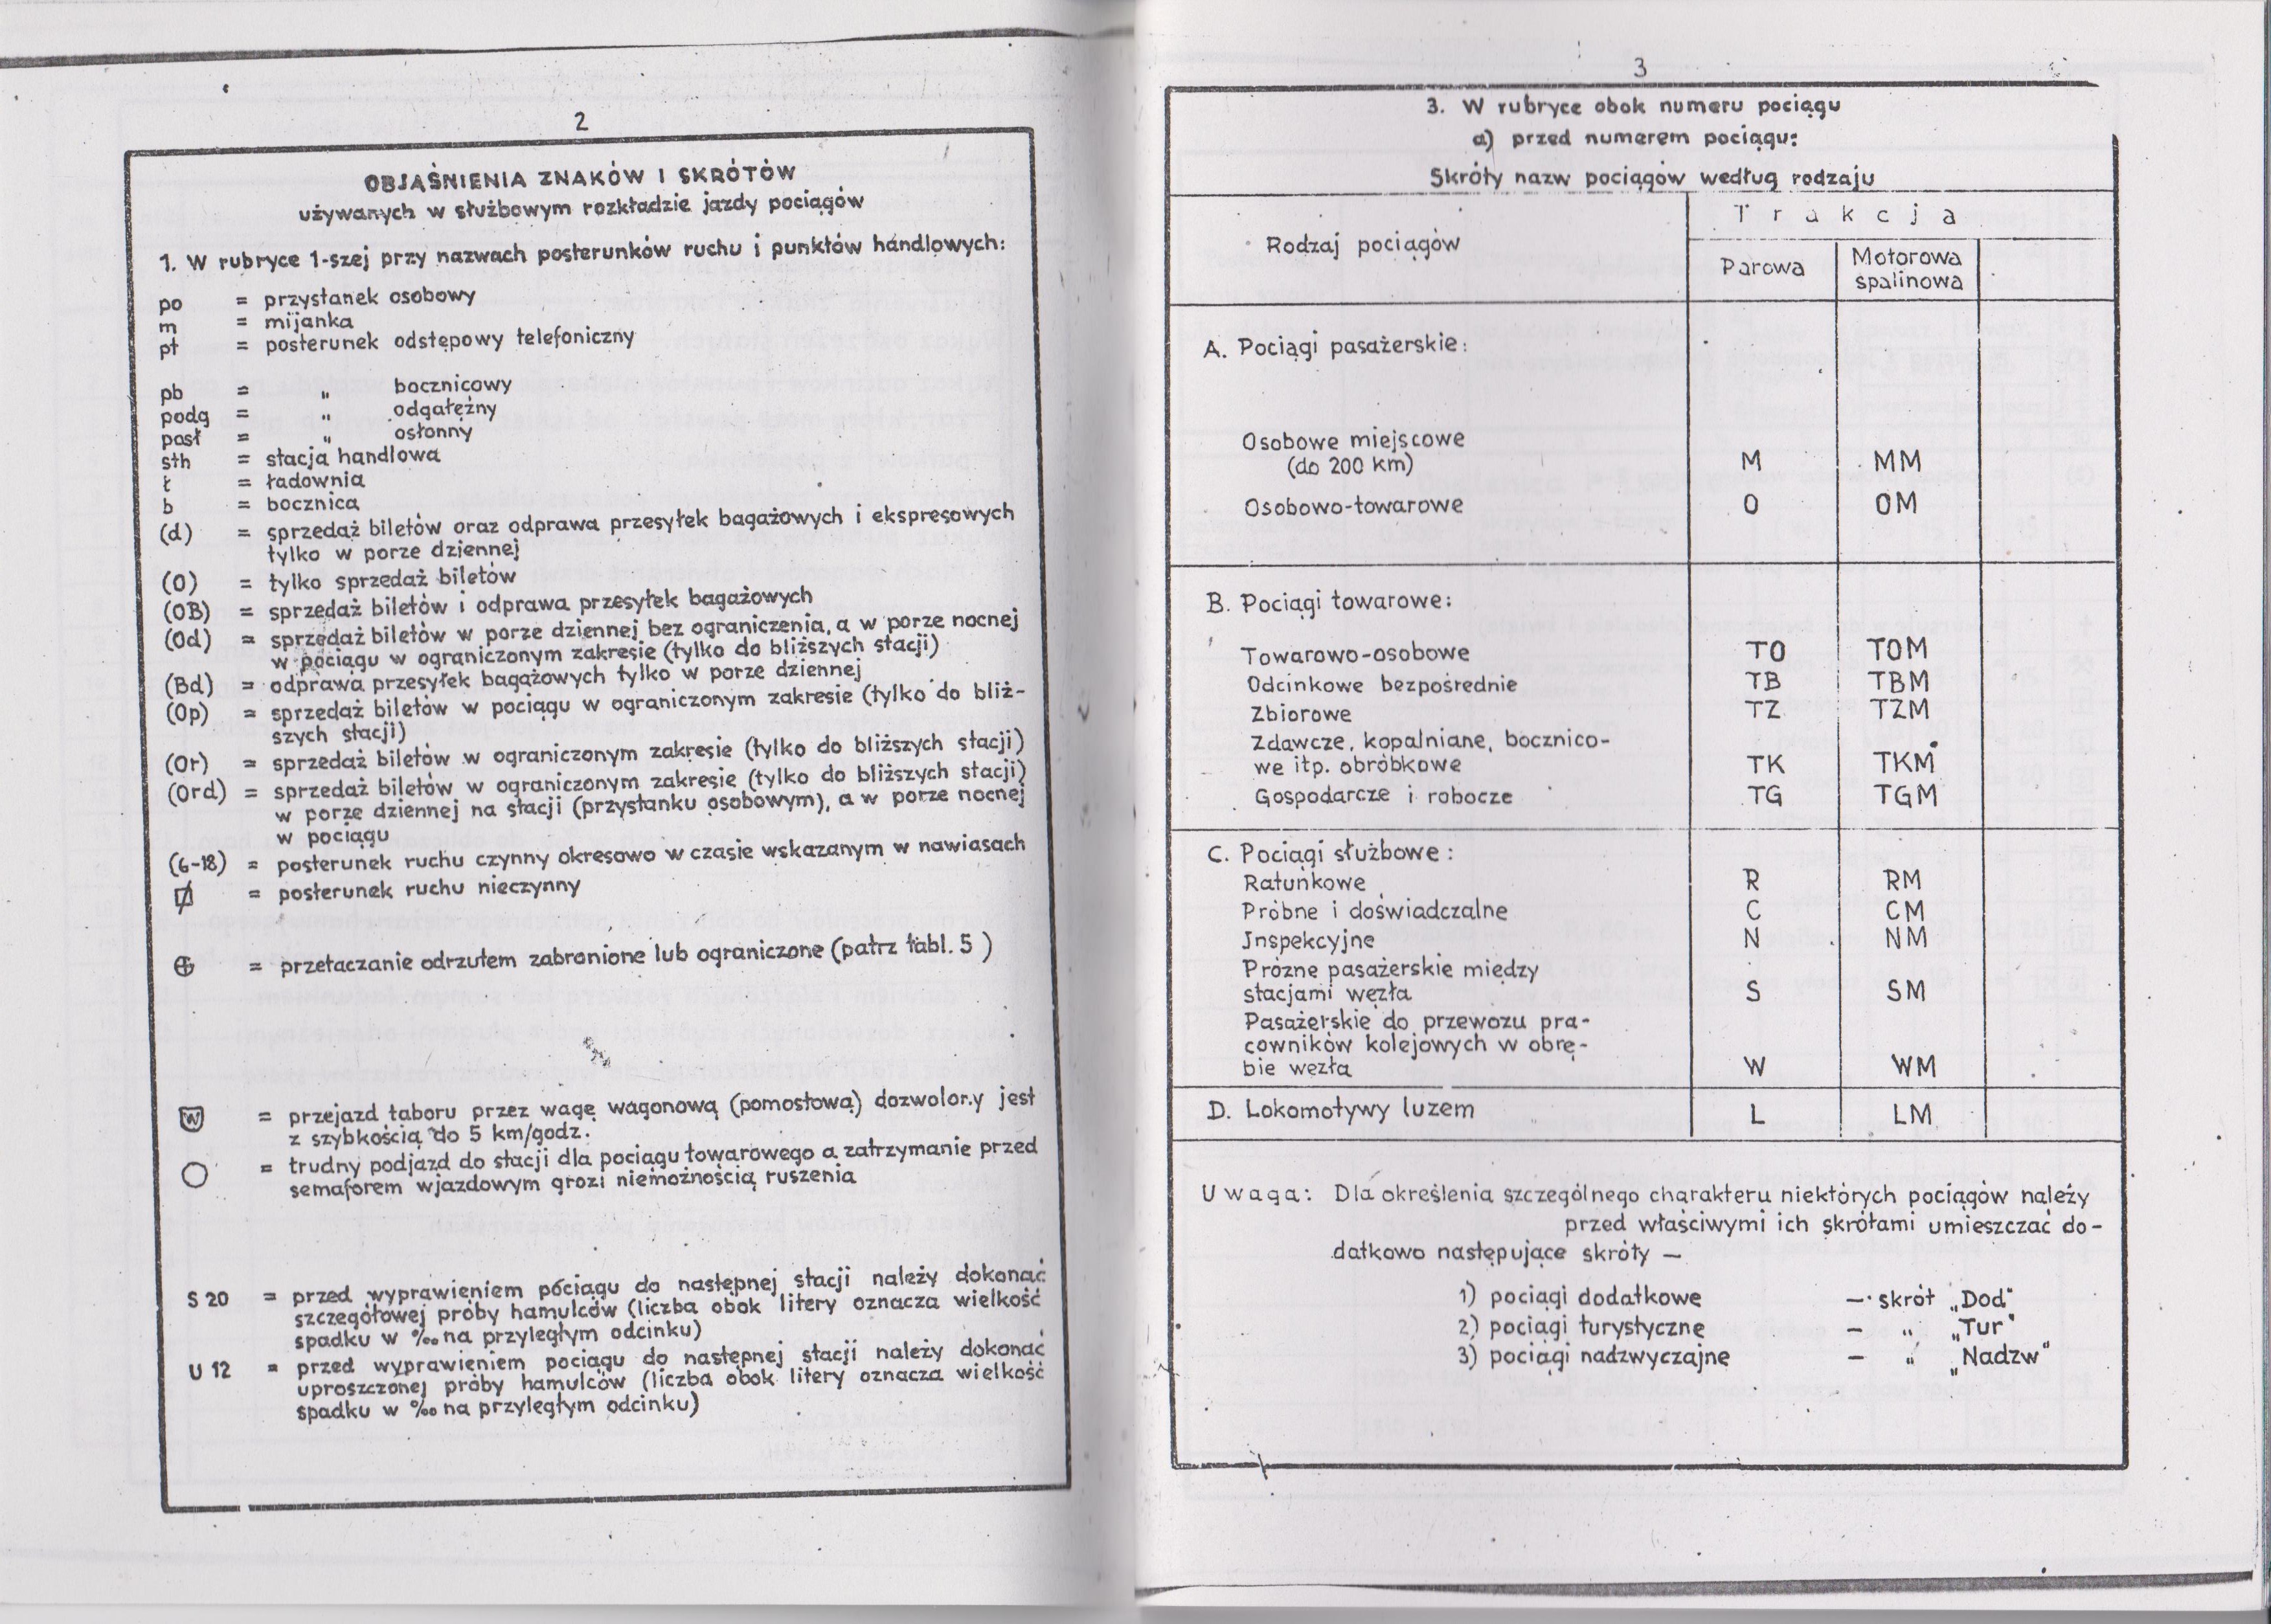 2
OBJAŚNIENIA ZNAKÓW I SKRÓTÓW
używanych w służbowym rozkładzie jazdy pociągów
1. W rubryce 1-szej przy nazwach posterunków ruchu i punktów handlowych:
po = przystanek osobowy
m = mijanka
pt = posterunek odstępowy telefoniczny
pb = „ bocznicowy
podg = „ odgałęźny
posł = „ osłonny
sth = stacja handlowa
ł = ładownia
b = bocznica
(d) = sprzedaż biletów oraz odprawa przesyłek bagażowych i ekspresowych
tylko w porze dziennej
(O) = tylko sprzedaż biletów
(OB) = sprzedaż biletów i odprawa przesyłek bagażowych
(Od) = sprzedaż biletów w porze dziennej bez ograniczenia, a w porze nocnej
w pociągu w ograniczonym zakresie (tylko do bliższych stacji)
(Bd) = odprawa przesyłek bagażowych tylko w porze dziennej
(Op) = sprzedaż biletów w pociągu w ograniczonym zakresie (tylko do bliż-
szych stacji)
(Or) = sprzedaż biletów w ograniczonym zakresie (tylko do bliższych stacji)
(Ord) = sprzedaż biletów w ograniczonym zakresie (tylko do bliższych stacji)
w porze dziennej na stacji (przystanku osobowym), a w porze nocnej
w pociągu
(6-18) = posterunek ruchu czynny okresowo w czasie wskazanym w nawiasach
= posterunek ruchu nieczynny
= przetaczanie odrzutem zabronione lub ograniczone (patrz tabl. 5 )
W = przejazd taboru przez wagę wagonową (pomostową) dozwolony jest
z szybkością do 5 km/godz.
= trudny podjazd do stacji dla pociągu towarowego a zatrzymanie przed
semaforem wjazdowym grozi niemożnością ruszenia
S 20 = przed wyprawieniem pociągu do następnej stacji należy dokonać
szczegółowej próby hamulców (liczba obok litery oznacza wielkość
spadku w ‰ na przyległym odcinku)
U 12 = przed wyprawieniem pociągu do następnej stacji należy dokonać
uproszczonej próby hamulców (liczba obok litery oznacza wielkość
spadku w ‰ na przyległym odcinku)
3
3. W rubryce obok numeru pociągu
a) przed numerem pociągu:
Skróty nazw pociągów według rodzaju
Rodzaj pociągów
Trakcja
Parowa
Motorowa
spalinowa
A. Pociągi pasażerskie:
Osobowe miejscowe
(do 200 km) M MM
Osobowo-towarowe O OM
B. Pociągi towarowe:
Towarowo-osobowe TO TOM
Odcinkowe bezpośrednie TB TBM
Zbiorowe TZ TZM
Zdawcze, kopalniane, bocznico-
we itp. obróbkowe TK TKM
Gospodarcze i robocze TG TGM
C. Pociągi służbowe:
Ratunkowe R RM
Próbne i doświadczalne C CM
Jnspekcyjne N NM
Próżne pasażerskie między
stacjami węzła S SM
Pasażerskie do przewozu pra-
cowników kolejowych w obrę-
bie węzła W WM
D. Lokomotywy luzem L LM
Uwaga: Dla określenia szczególnego charakteru niektórych pociągów należy
przed właściwymi ich skrótami umieszczać do-
datkowo następujące skróty —
1) pociągi dodatkowe — skrót „Dod"
2) pociągi turystyczne — „ „Tur"
3) pociągi nadzwyczajne — „ „Nadzw"